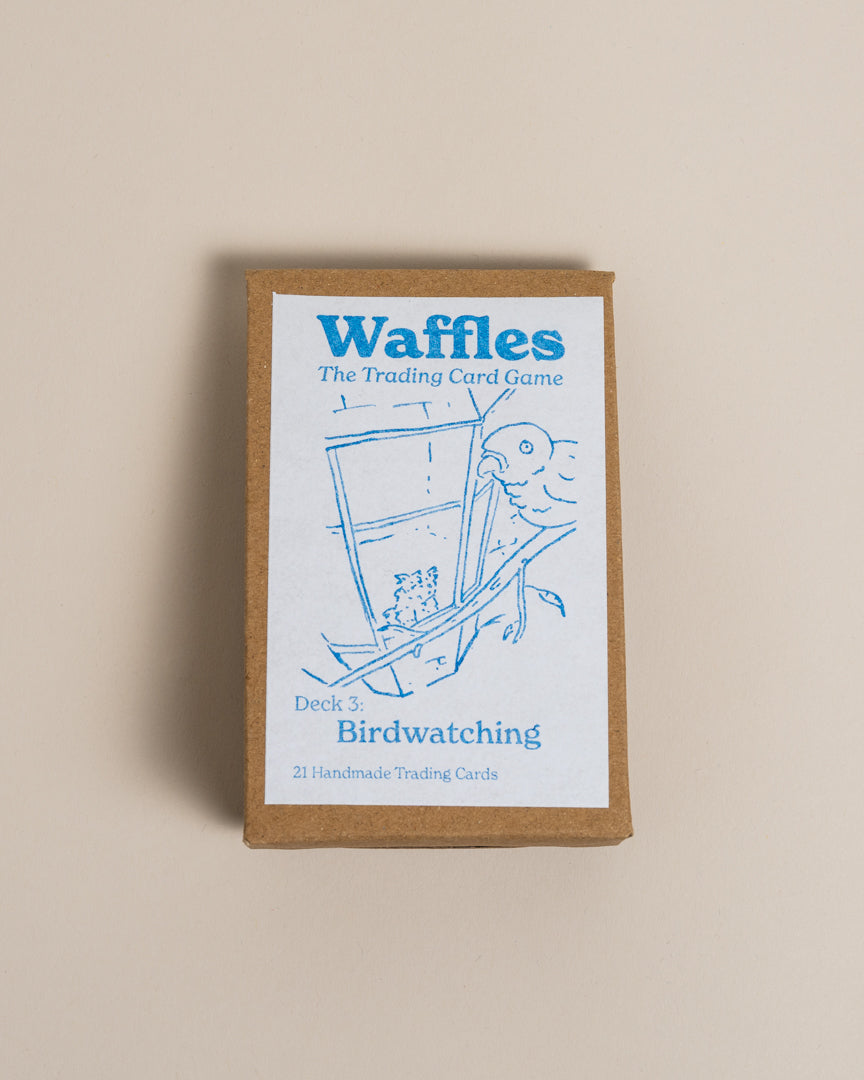 Waffles
The Trading Card Game
Deck 3:
Birdwatching
21 Handmade Trading Cards